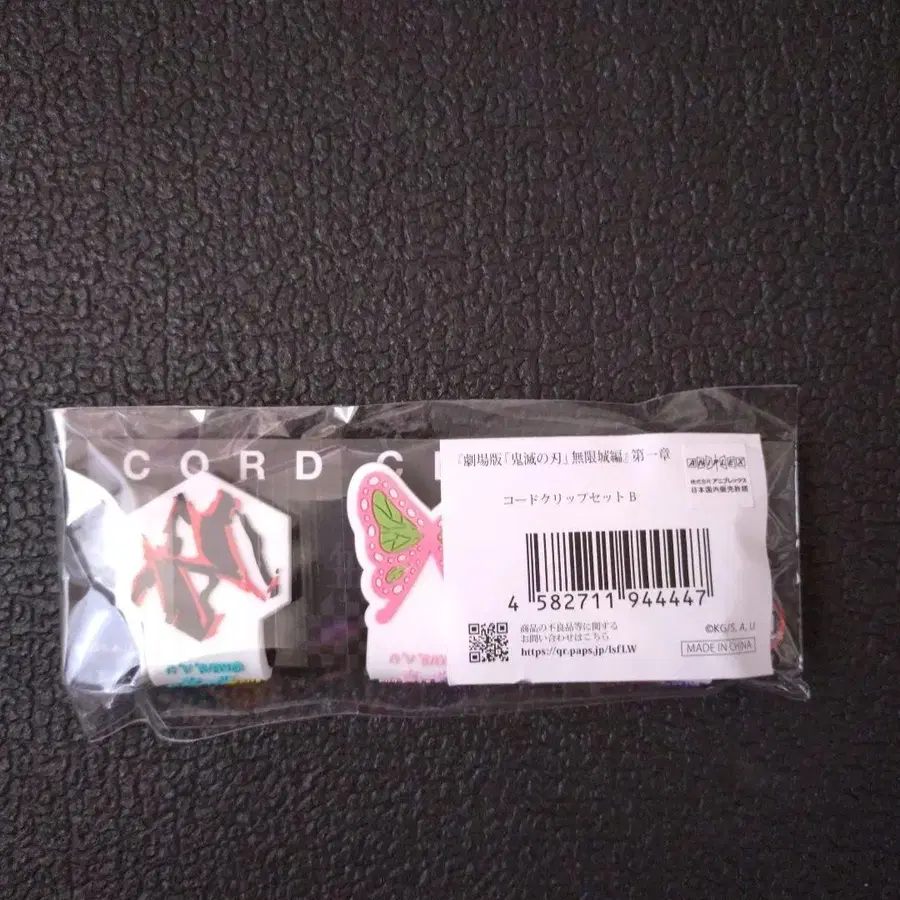 CORD
『劇場版「鬼滅の刃」無限城編』第一章
ANIPLEX
株式会社 アニプレックス
日本国内販売許諾
コードクリップセット B
4 582711 944447
商品の不良品等に関する
お問い合わせはこちら
https://qr.paps.jp/lsfLW
©KG/S, A, U
MADE IN CHINA